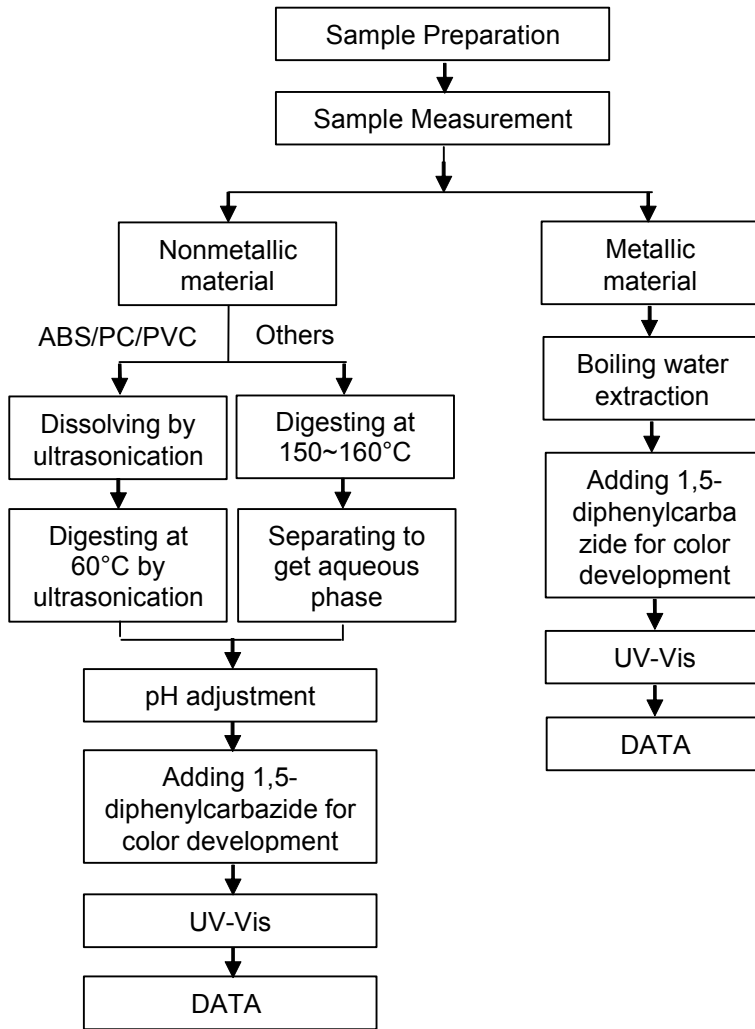 Sample Preparation
Sample Measurement
Nonmetallic
material
ABS/PC/PVC
Others
Dissolving by
ultrasonication
Digesting at
150~160°C
Digesting at
60°C by
ultrasonication
Separating to
get aqueous
phase
pH adjustment
Adding 1,5-
diphenylcarbazide for
color development
UV-Vis
DATA
Metallic
material
Boiling water
extraction
Adding 1,5-
diphenylcarba
zide for color
development
UV-Vis
DATA